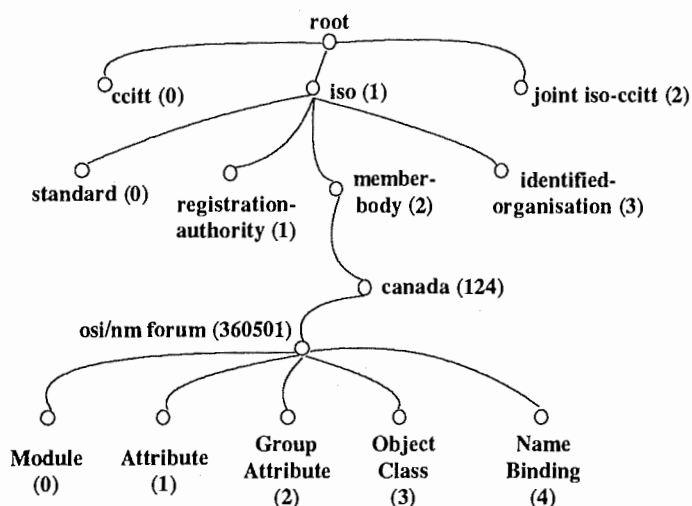 root
ccitt (0)
iso (1)
joint iso-ccitt (2)
standard (0)
registration-
authority (1)
member-
body (2)
identified-
organisation (3)
canada (124)
osi/nm forum (360501)
Module
(0)
Attribute
(1)
Group
Attribute
(2)
Object
Class
(3)
Name
Binding
(4)